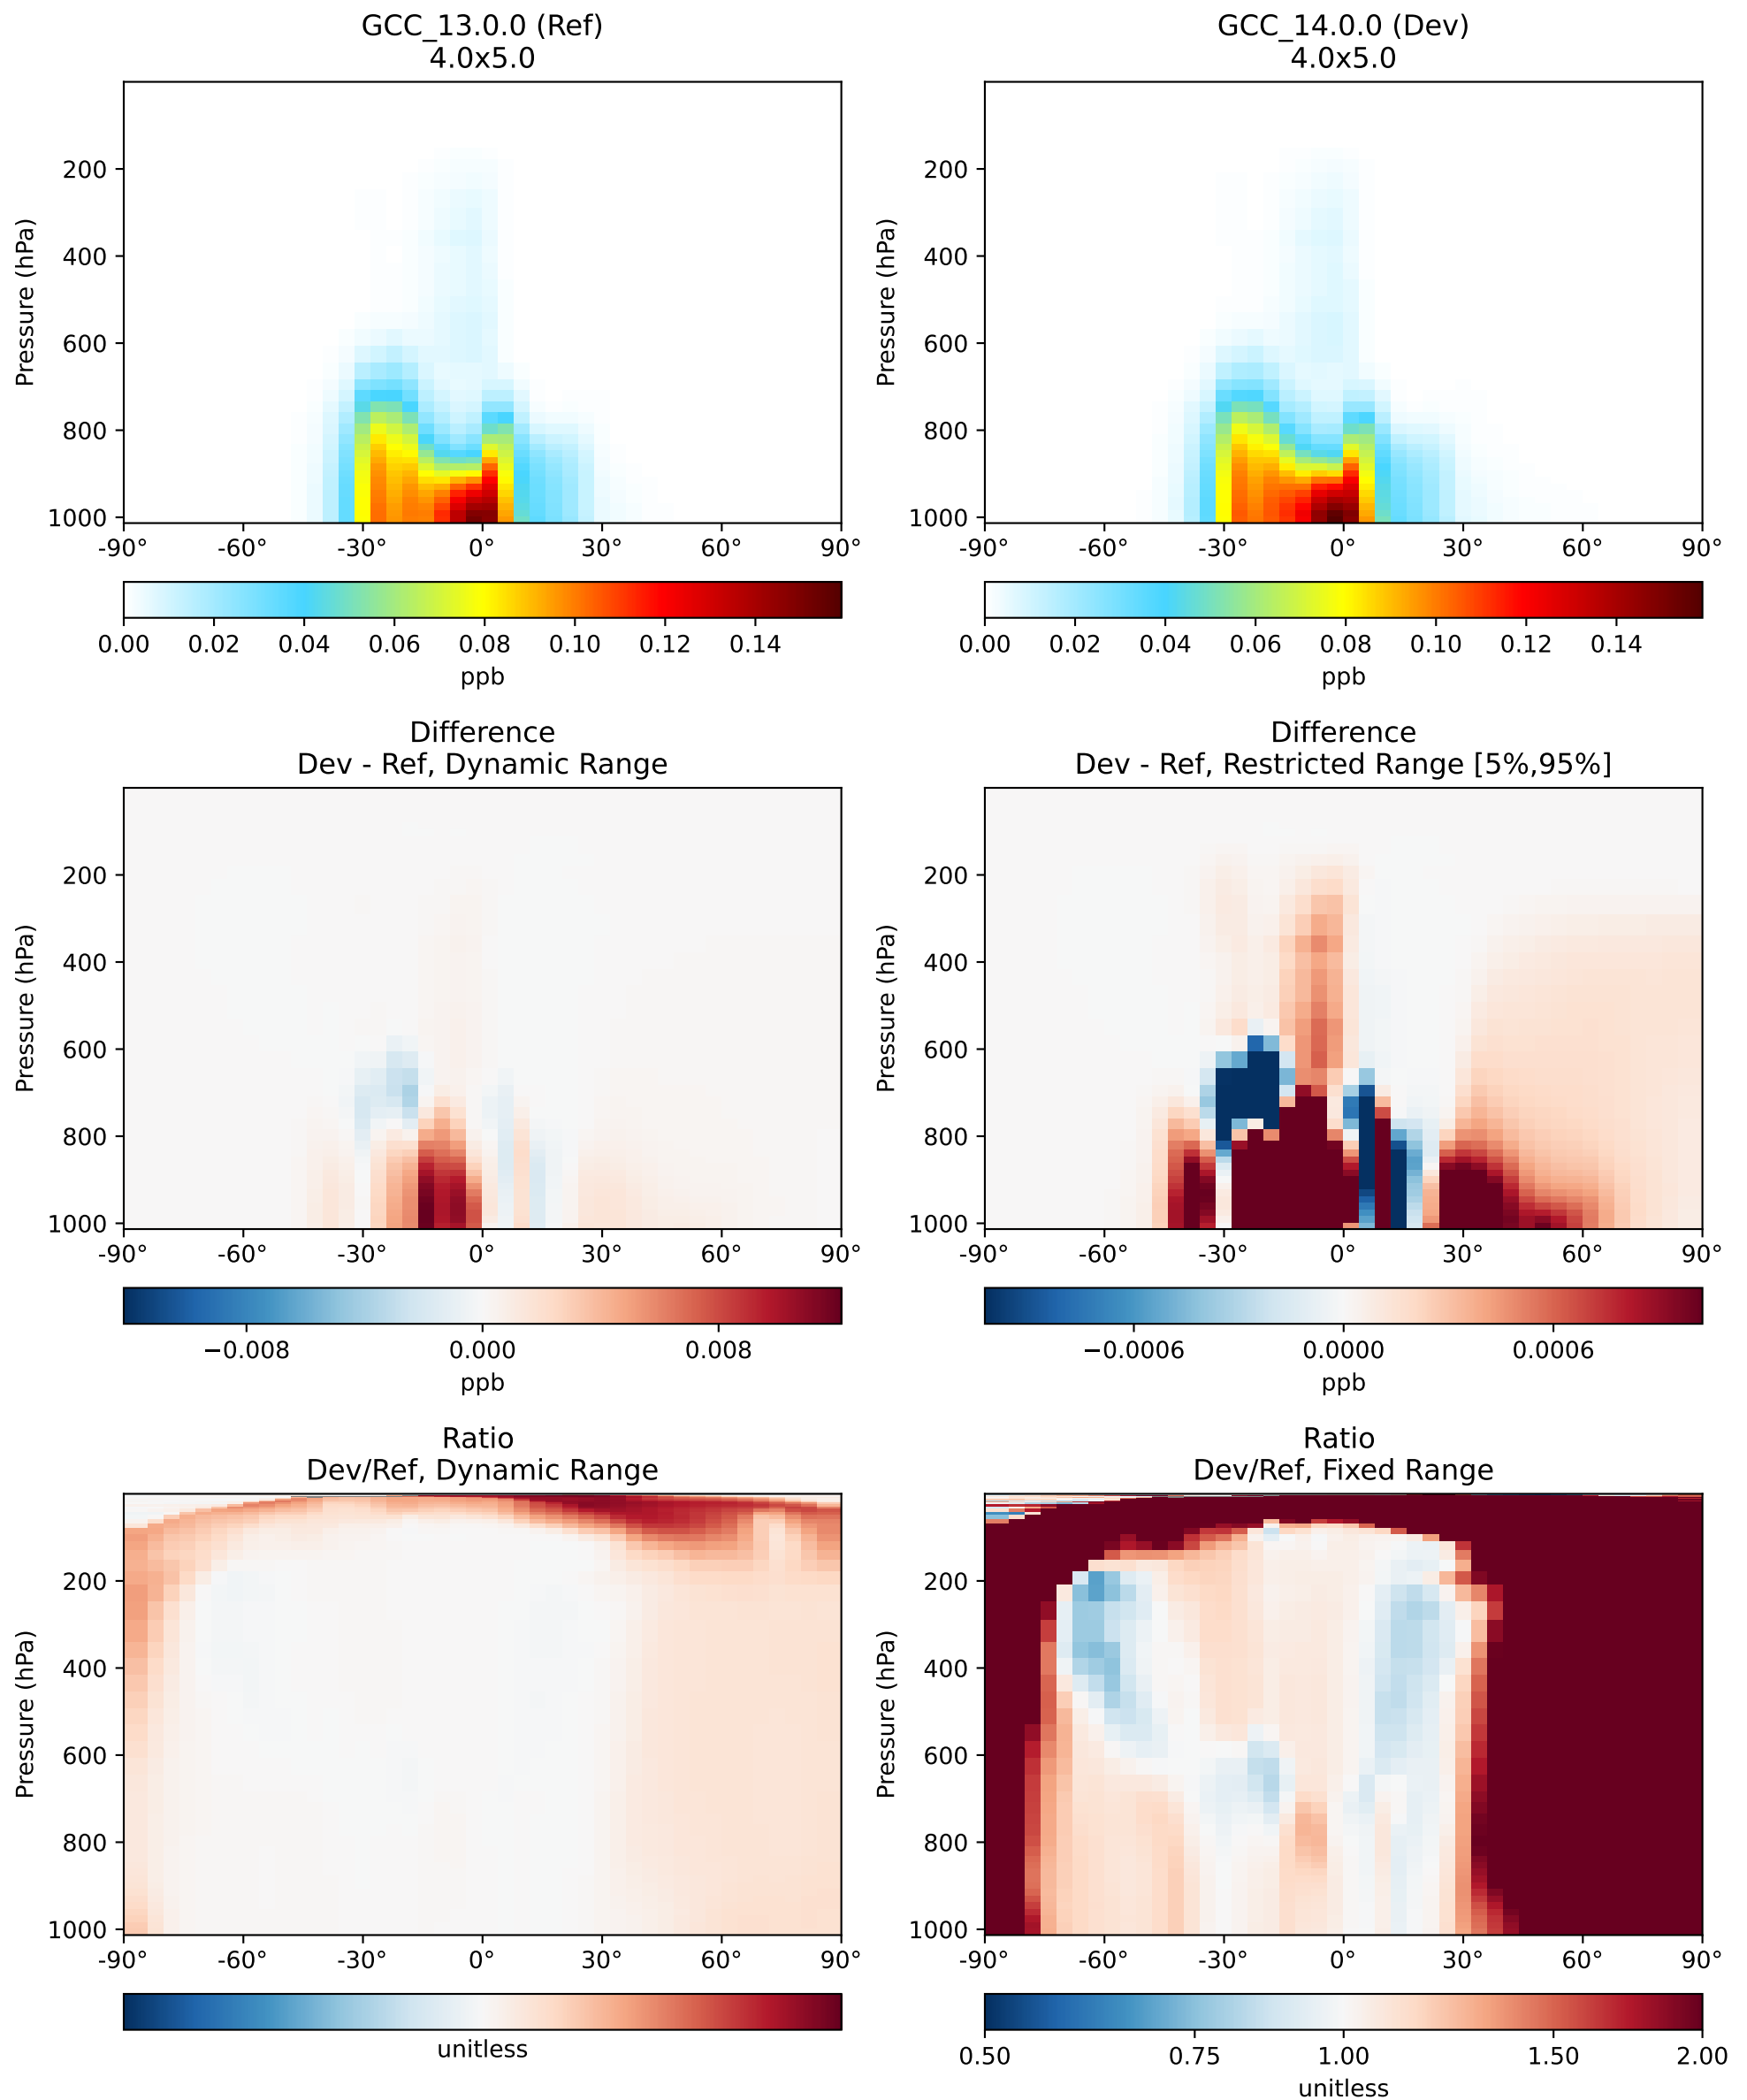 GCC_13.0.0 (Ref)
4.0x5.0
Pressure (hPa)
200
400
600
800
1000
-90° -60° -30° 0° 30° 60° 90°
0.00 0.02 0.04 0.06 0.08 0.10 0.12 0.14
ppb
GCC_14.0.0 (Dev)
4.0x5.0
Pressure (hPa)
200
400
600
800
1000
-90° -60° -30° 0° 30° 60° 90°
0.00 0.02 0.04 0.06 0.08 0.10 0.12 0.14
ppb
Difference
Dev - Ref, Dynamic Range
Pressure (hPa)
200
400
600
800
1000
-90° -60° -30° 0° 30° 60° 90°
−0.008 0.000 0.008
ppb
Difference
Dev - Ref, Restricted Range [5%,95%]
Pressure (hPa)
200
400
600
800
1000
-90° -60° -30° 0° 30° 60° 90°
−0.0006 0.0000 0.0006
ppb
Ratio
Dev/Ref, Dynamic Range
Pressure (hPa)
200
400
600
800
1000
-90° -60° -30° 0° 30° 60° 90°
unitless
Ratio
Dev/Ref, Fixed Range
Pressure (hPa)
200
400
600
800
1000
-90° -60° -30° 0° 30° 60° 90°
0.50 0.75 1.00 1.50 2.00
unitless